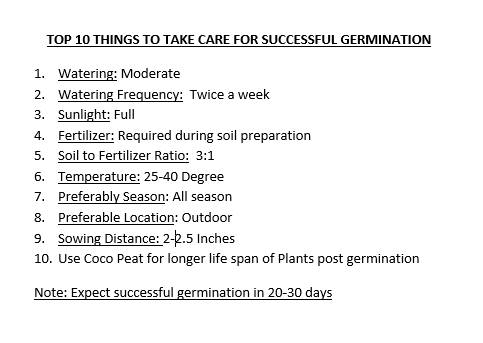 TOP 10 THINGS TO TAKE CARE FOR SUCCESSFUL GERMINATION
1. Watering: Moderate
2. Watering Frequency: Twice a week
3. Sunlight: Full
4. Fertilizer: Required during soil preparation
5. Soil to Fertilizer Ratio: 3:1
6. Temperature: 25-40 Degree
7. Preferably Season: All season
8. Preferable Location: Outdoor
9. Sowing Distance: 2-2.5 Inches
10. Use Coco Peat for longer life span of Plants post germination
Note: Expect successful germination in 20-30 days